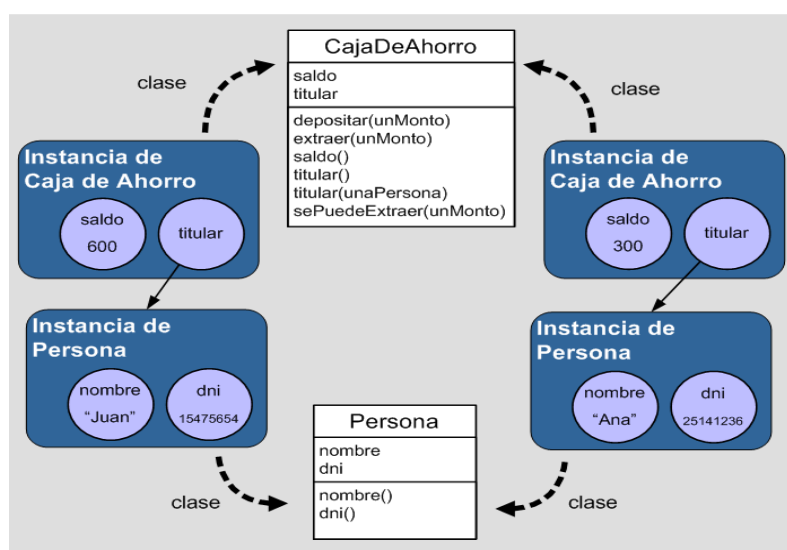 CajaDeAhorro
saldo
titular
depositar(unMonto)
extraer(unMonto)
saldo()
titular()
titular(unaPersona)
sePuedeExtraer(unMonto)
clase
clase
Instancia de
Caja de Ahorro
saldo
600
titular
Instancia de
Caja de Ahorro
saldo
300
titular
Instancia de
Persona
nombre
“Juan”
dni
15475654
Instancia de
Persona
nombre
“Ana”
dni
25141236
Persona
nombre
dni
nombre()
dni()
clase
clase